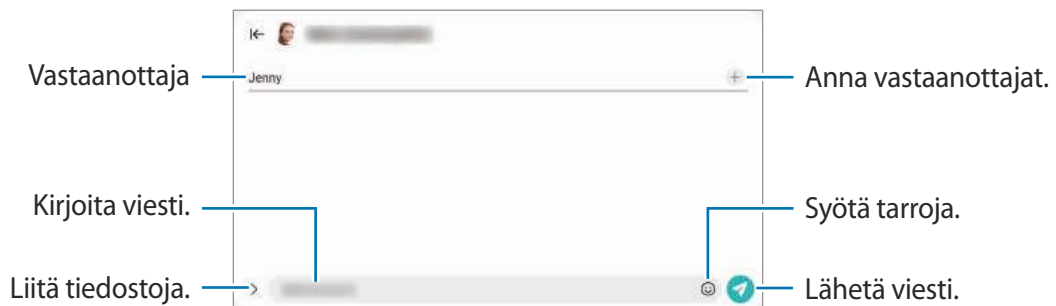 Vastaanottaja
Jenny
Anna vastaanottajat.
Kirjoita viesti.
Syötä tarroja.
Liitä tiedostoja.
Lähetä viesti.